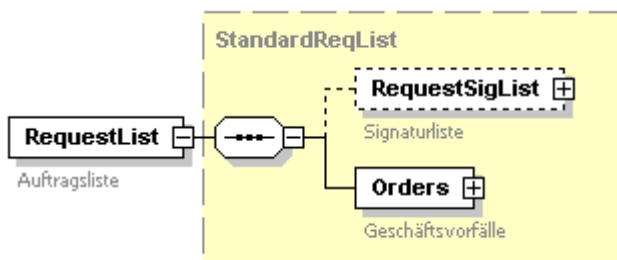 StandardReqList
RequestSigList
Signaturliste
RequestList
Auftragsliste
Orders
Geschäftsvorfälle